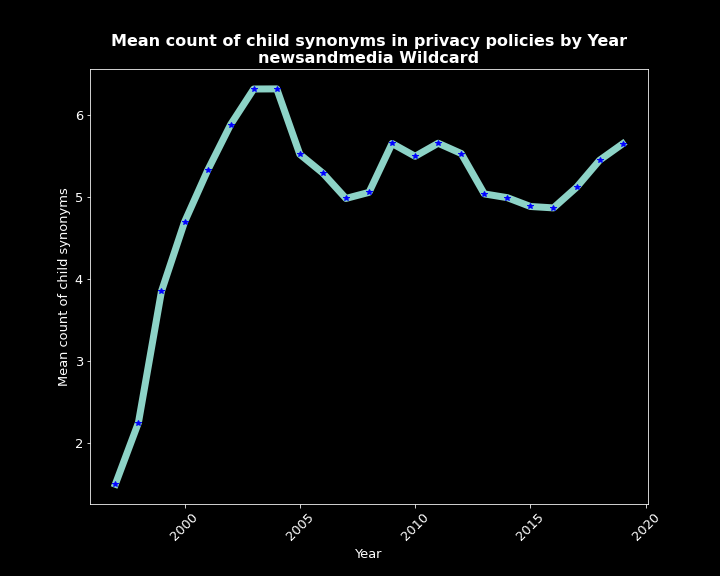 Mean count of child synonyms in privacy policies by Year
newsandmedia Wildcard
Mean count of child synonyms
6
5
4
3
2
2000
2005
2010
2015
2020
Year